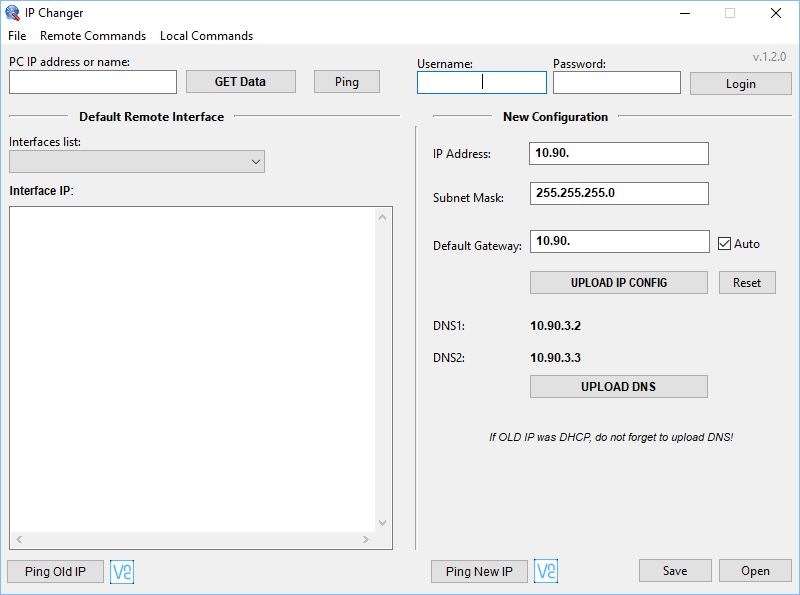 IP Changer
File Remote Commands Local Commands
v.1.2.0
PC IP address or name:
GET Data
Ping
Username:
Password:
Login
Default Remote Interface
Interfaces list:
Interface IP:
Ping Old IP
VNC
New Configuration
IP Address: 10.90.
Subnet Mask: 255.255.255.0
Default Gateway: 10.90. Auto
UPLOAD IP CONFIG Reset
DNS1: 10.90.3.2
DNS2: 10.90.3.3
UPLOAD DNS
If OLD IP was DHCP, do not forget to upload DNS!
Ping New IP
VNC
Save
Open